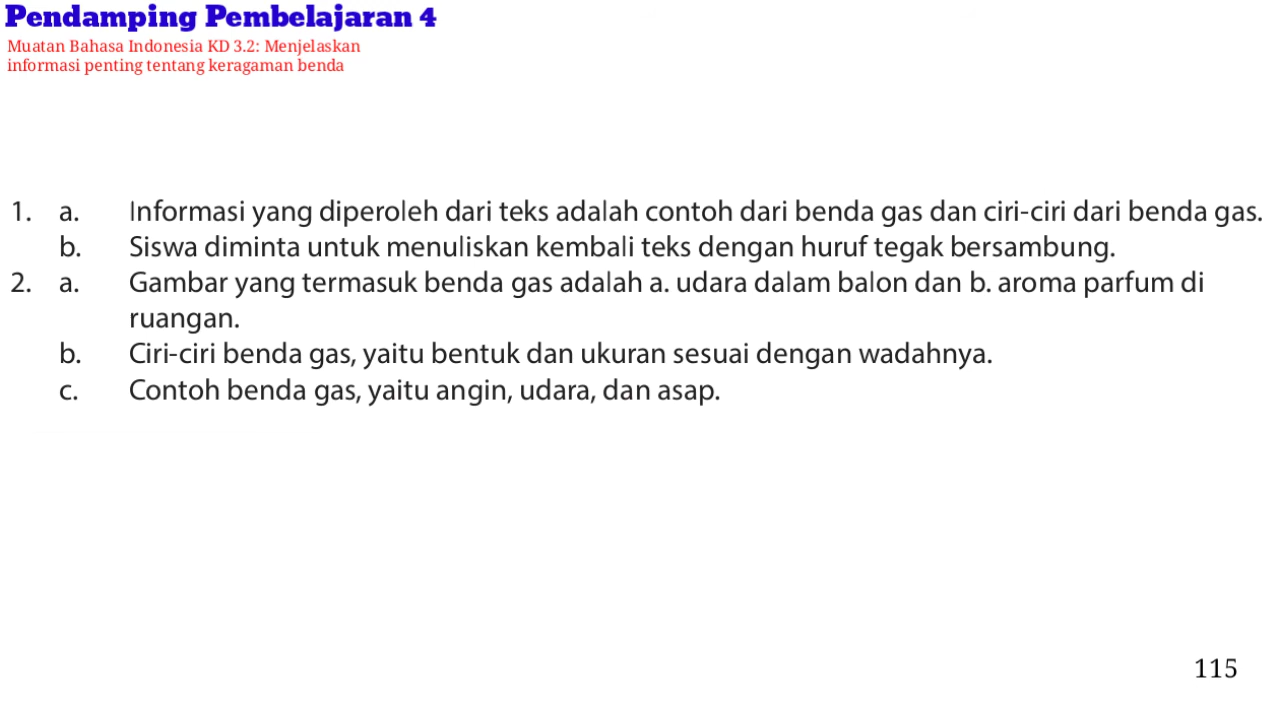 Pendamping Pembelajaran 4
Muatan Bahasa Indonesia KD 3.2: Menjelaskan
informasi penting tentang keragaman benda
1. a. Informasi yang diperoleh dari teks adalah contoh dari benda gas dan ciri-ciri dari benda gas.
b. Siswa diminta untuk menuliskan kembali teks dengan huruf tegak bersambung.
2. a. Gambar yang termasuk benda gas adalah a. udara dalam balon dan b. aroma parfum di
ruangan.
b. Ciri-ciri benda gas, yaitu bentuk dan ukuran sesuai dengan wadahnya.
c. Contoh benda gas, yaitu angin, udara, dan asap.
115